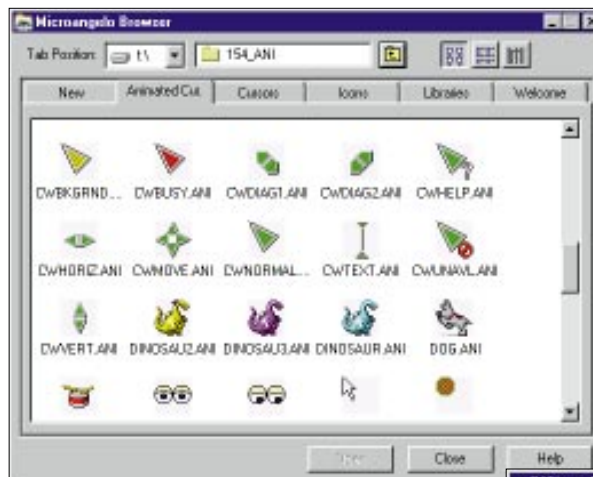 Microangelo Browser
Tab Position: t:\ 154_ANI
New Animated Cur. Cursors Icons Libraries Welcome
CWBKGRND... CWBUSY.ANI CWDIAG1.ANI CWDIAG2.ANI CWHELP.ANI
CWHORIZ.ANI CWMOVE.ANI CWNORMAL... CWTEXT.ANI CWUNAVL.ANI
CWVERT.ANI DINOSAU2.ANI DINOSAU3.ANI DINOSAUR.ANI DOG.ANI
Close Help